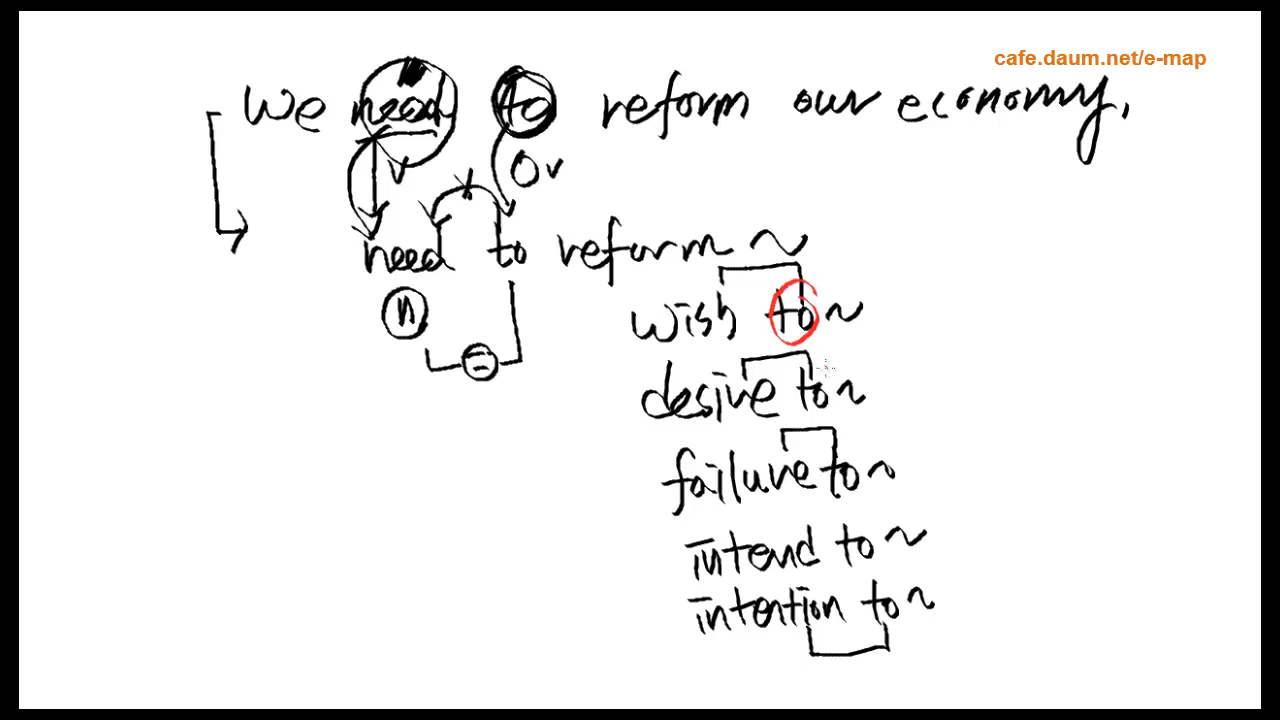 cafe.daum.net/e-map
We need to reform our economy.
V OV
need to reform ~
n
=
wish to ~
desire to ~
failure to ~
intend to ~
intention to ~